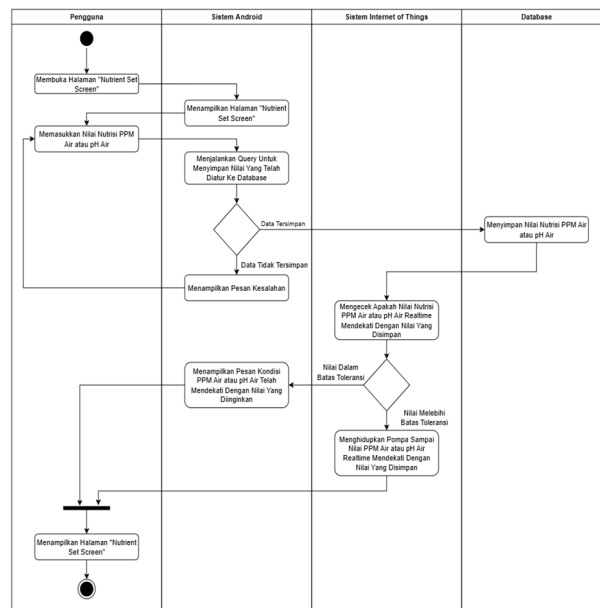 Pengguna
Sistem Android
Sistem Internet of Things
Database
Membuka Halaman "Nutrient Set
Screen"
Menampilkan Halaman "Nutrient
Set Screen"
Memasukkan Nilai Nutrisi PPM
Air atau pH Air
Menjalankan Query Untuk
Menyimpan Nilai Yang Telah
Diatur Ke Database
Data Tersimpan
Menyimpan Nilai Nutrisi PPM Air
atau pH Air
Data Tidak Tersimpan
Menampilkan Pesan Kesalahan
Mengecek Apakah Nilai Nutrisi
PPM Air atau pH Air Realtime
Mendekati Dengan Nilai Yang
Disimpan
Nilai Dalam
Batas Toleransi
Menampilkan Pesan Kondisi
PPM Air atau pH Air Telah
Mendekati Dengan Nilai Yang
Diinginkan
Nilai Melebihi
Batas Toleransi
Menghidupkan Pompa Sampai
Nilai PPM Air atau pH Air
Realtime Mendekati Dengan
Nilai Yang Disimpan
Menampilkan Halaman "Nutrient
Set Screen"